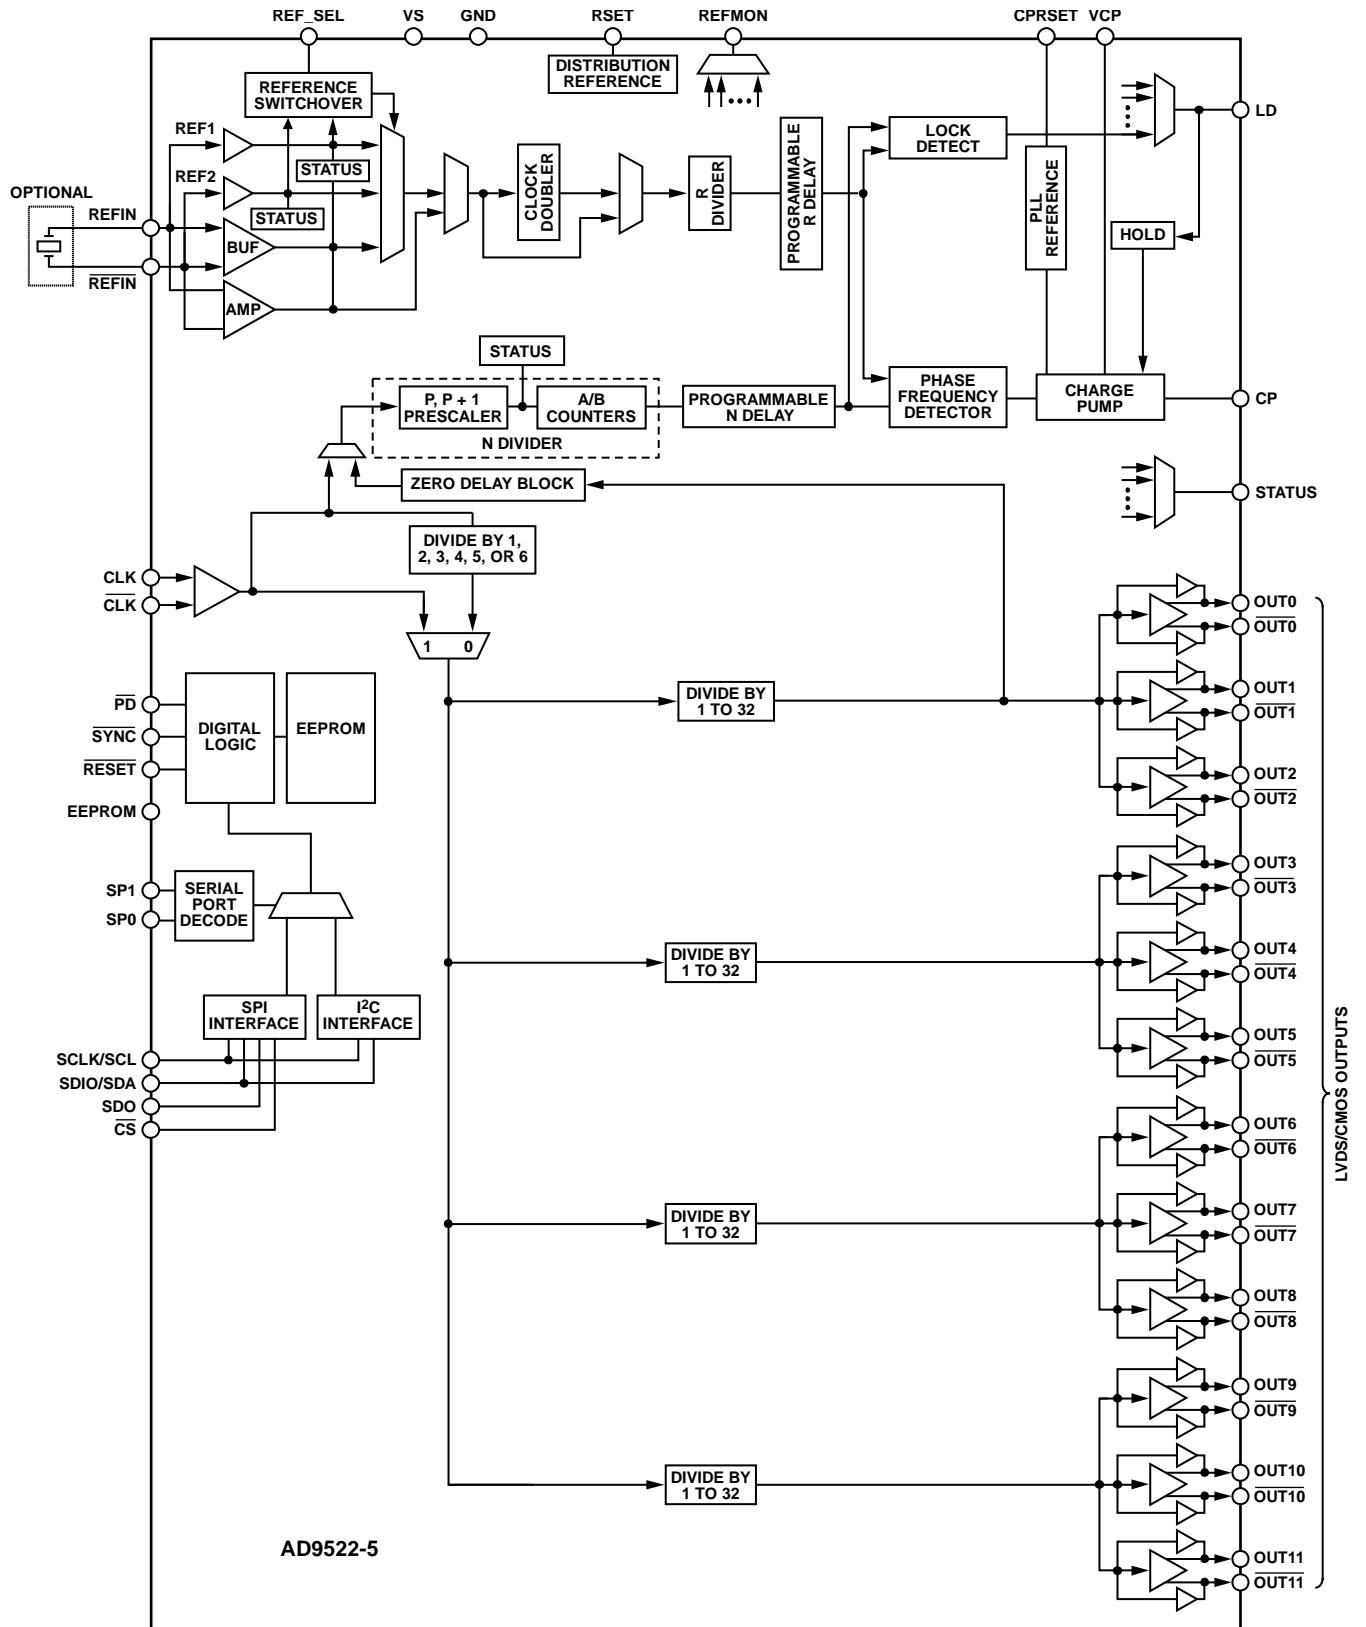 REF_SEL VS GND RSET REFMON CPRSET VCP
DISTRIBUTION
REFERENCE
REFERENCE
SWITCHOVER
REF1
REF2
STATUS
STATUS
BUF
AMP
OPTIONAL
REFIN
REFIN
CLOCK
DOUBLER
R
DIVIDER
PROGRAMMABLE
R DELAY
LOCK
DETECT
PLL
REFERENCE
HOLD
LD
STATUS
P, P + 1
PRESCALER
A/B
COUNTERS
N DIVIDER
PROGRAMMABLE
N DELAY
PHASE
FREQUENCY
DETECTOR
CHARGE
PUMP
CP
ZERO DELAY BLOCK
STATUS
DIVIDE BY 1,
2, 3, 4, 5, OR 6
CLK
CLK
1 0
PD
SYNC
RESET
EEPROM
DIGITAL
LOGIC
EEPROM
SP1
SP0
SERIAL
PORT
DECODE
SPI
INTERFACE
I2C
INTERFACE
SCLK/SCL
SDIO/SDA
SDO
CS
DIVIDE BY
1 TO 32
DIVIDE BY
1 TO 32
DIVIDE BY
1 TO 32
DIVIDE BY
1 TO 32
OUT0
OUT0
OUT1
OUT1
OUT2
OUT2
OUT3
OUT3
OUT4
OUT4
OUT5
OUT5
OUT6
OUT6
OUT7
OUT7
OUT8
OUT8
OUT9
OUT9
OUT10
OUT10
OUT11
OUT11
LVDS/CMOS OUTPUTS
AD9522-5